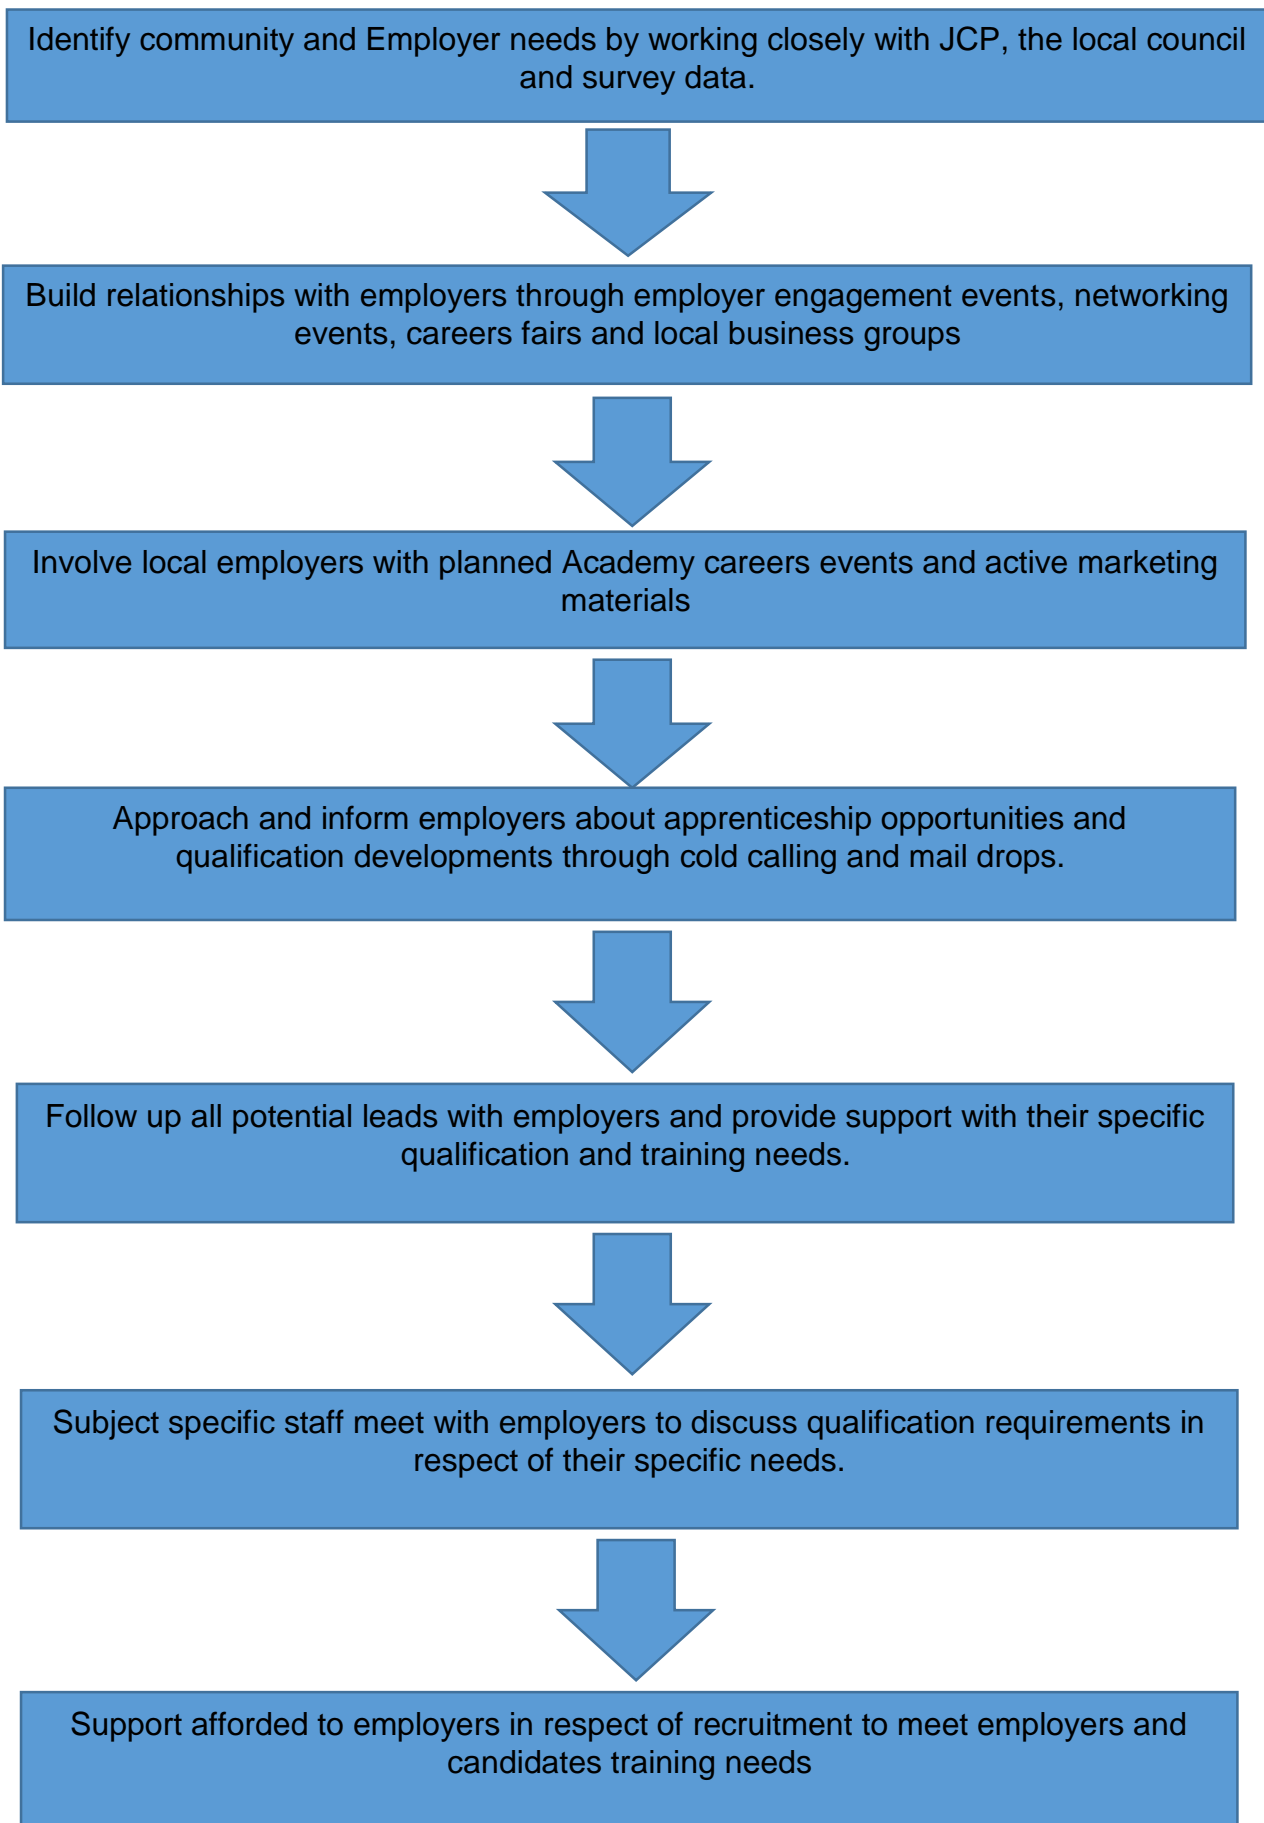 Identify community and Employer needs by working closely with JCP, the local council
and survey data.
Build relationships with employers through employer engagement events, networking
events, careers fairs and local business groups
Involve local employers with planned Academy careers events and active marketing
materials
Approach and inform employers about apprenticeship opportunities and
qualification developments through cold calling and mail drops.
Follow up all potential leads with employers and provide support with their specific
qualification and training needs.
Subject specific staff meet with employers to discuss qualification requirements in
respect of their specific needs.
Support afforded to employers in respect of recruitment to meet employers and
candidates training needs